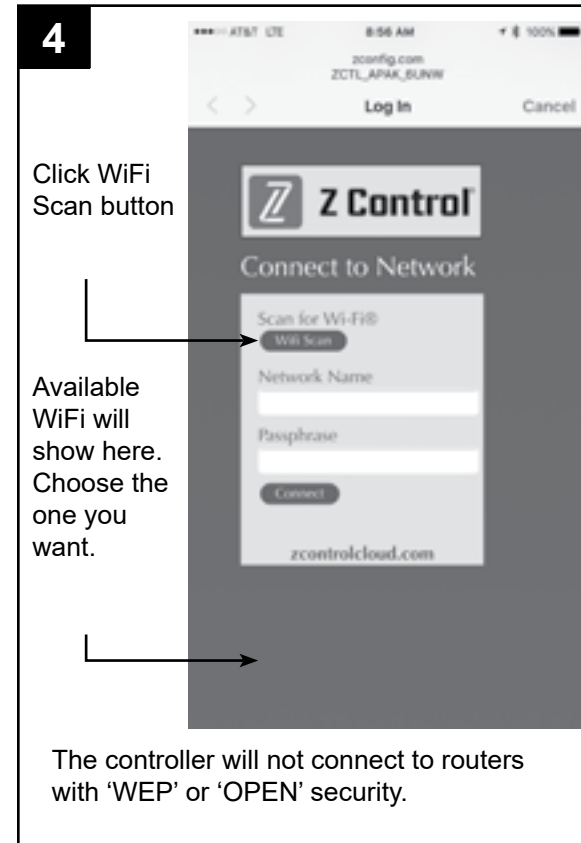 4
AT&T LTE 8:56 AM 100%
zconfig.com
ZCTL_APAK_6UNW
Log In Cancel
Click WiFi
Scan button
Z Control
Connect to Network
Scan for Wi-Fi®
Wifi Scan
Network Name
Passphrase
Connect
zcontrolcloud.com
Available
WiFi will
show here.
Choose the
one you
want.
The controller will not connect to routers
with ‘WEP’ or ‘OPEN’ security.